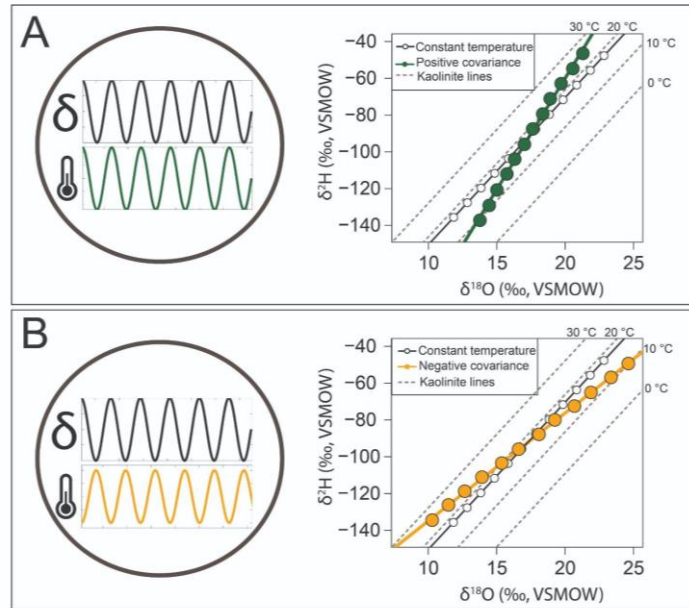 A
δ
30 °C
20 °C
10 °C
0 °C
Constant temperature
Positive covariance
Kaolinite lines
−40
−60
−80
−100
−120
−140
δ²H (‰, VSMOW)
10
15
20
25
δ¹⁸O (‰, VSMOW)
B
δ
30 °C
20 °C
10 °C
0 °C
Constant temperature
Negative covariance
Kaolinite lines
−40
−60
−80
−100
−120
−140
δ²H (‰, VSMOW)
10
15
20
25
δ¹⁸O (‰, VSMOW)